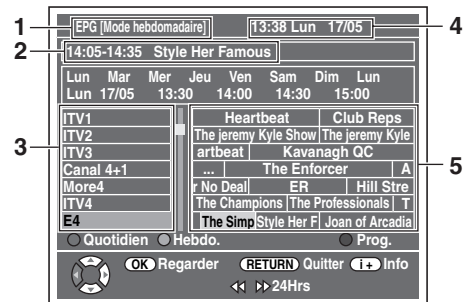 1 EPG [Mode hebdomadaire] 13:38 Lun 17/05 4
2 14:05-14:35 Style Her Famous
Lun Mar Mer Jeu Ven Sam Dim Lun
Lun 17/05 13:30 14:00 14:30 15:00
ITV1 Heartbeat Club Reps
ITV2 The jeremy Kyle Show The jeremy Kyle
3 ITV3 artbeat Kavanagh QC 5
Canal 4+1 ... The Enforcer A
More4 r No Deal ER Hill Stre
ITV4 The Champions The Professionals T
E4 The Simp Style Her F Joan of Arcadia
Quotidien Hebdo. Prog.
OK Regarder RETURN Quitter i+ Info
24Hrs